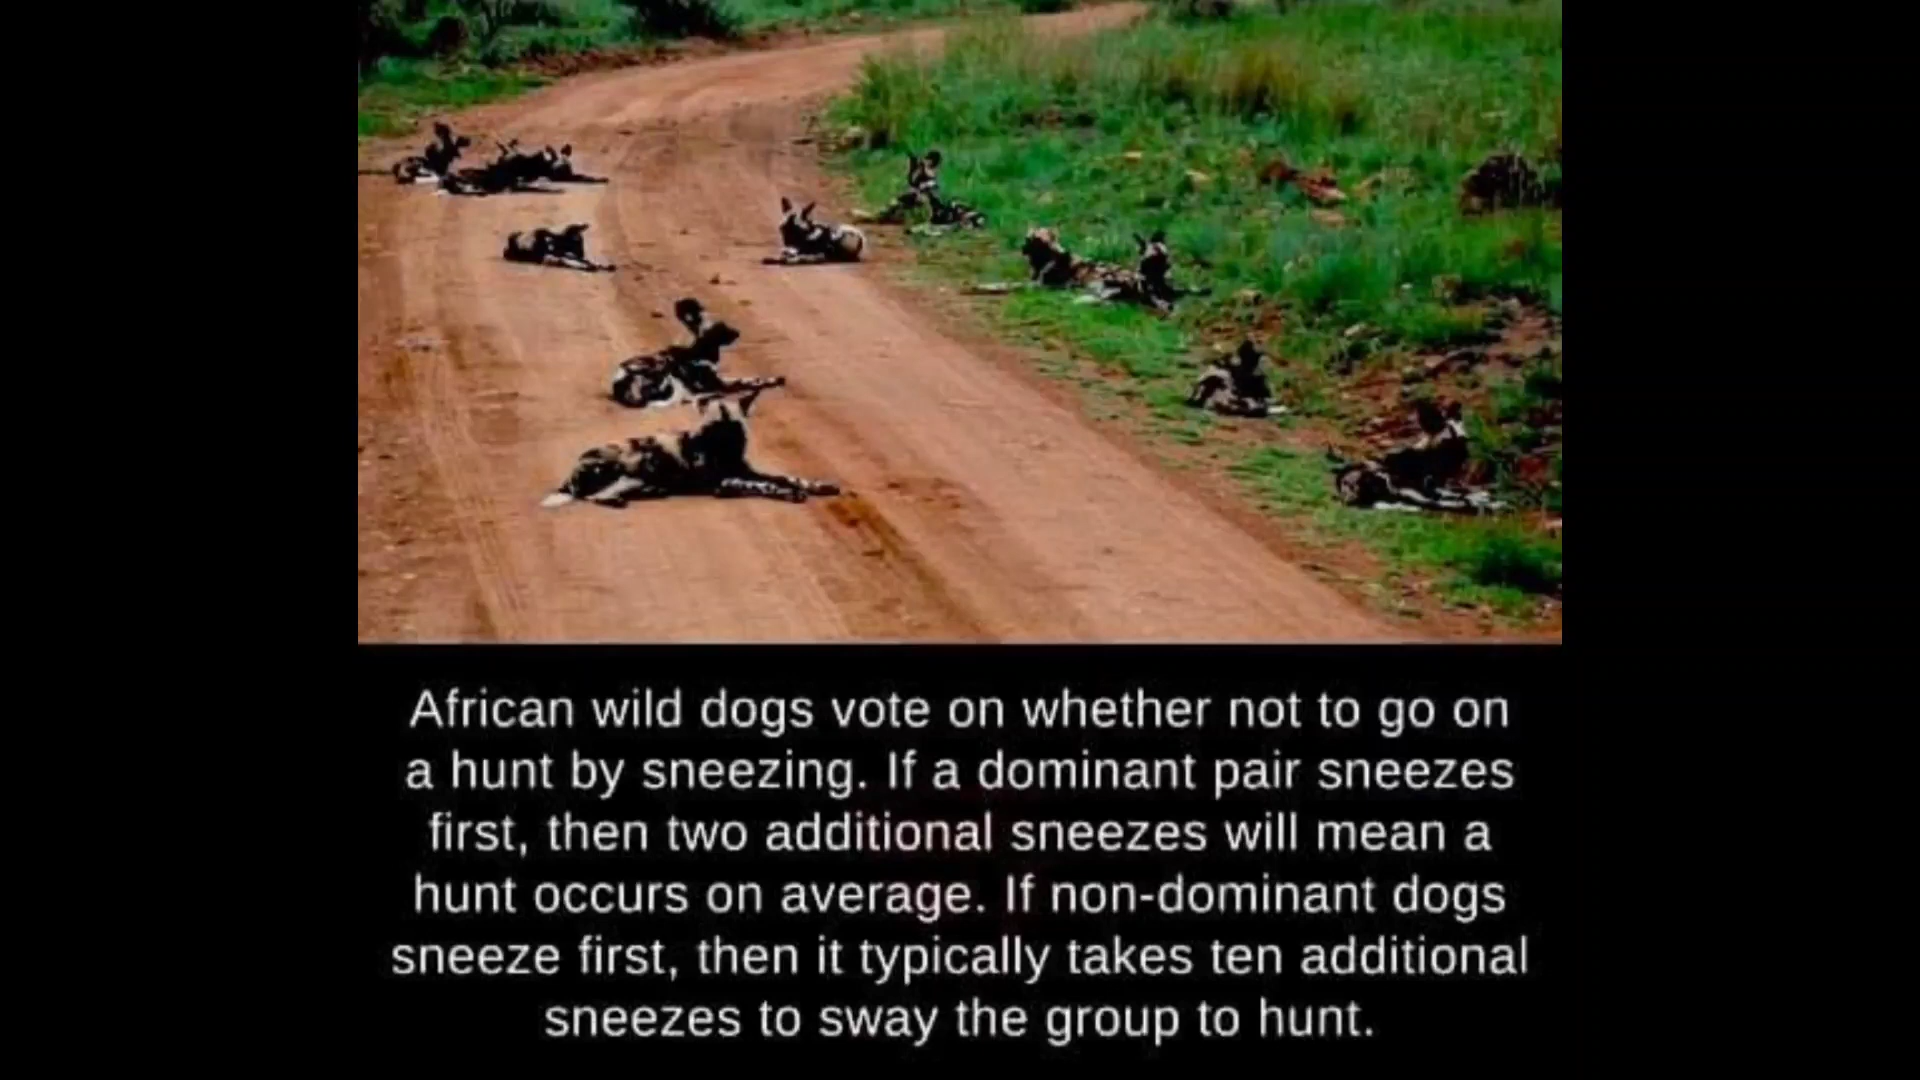 African wild dogs vote on whether not to go on
a hunt by sneezing. If a dominant pair sneezes
first, then two additional sneezes will mean a
hunt occurs on average. If non-dominant dogs
sneeze first, then it typically takes ten additional
sneezes to sway the group to hunt.